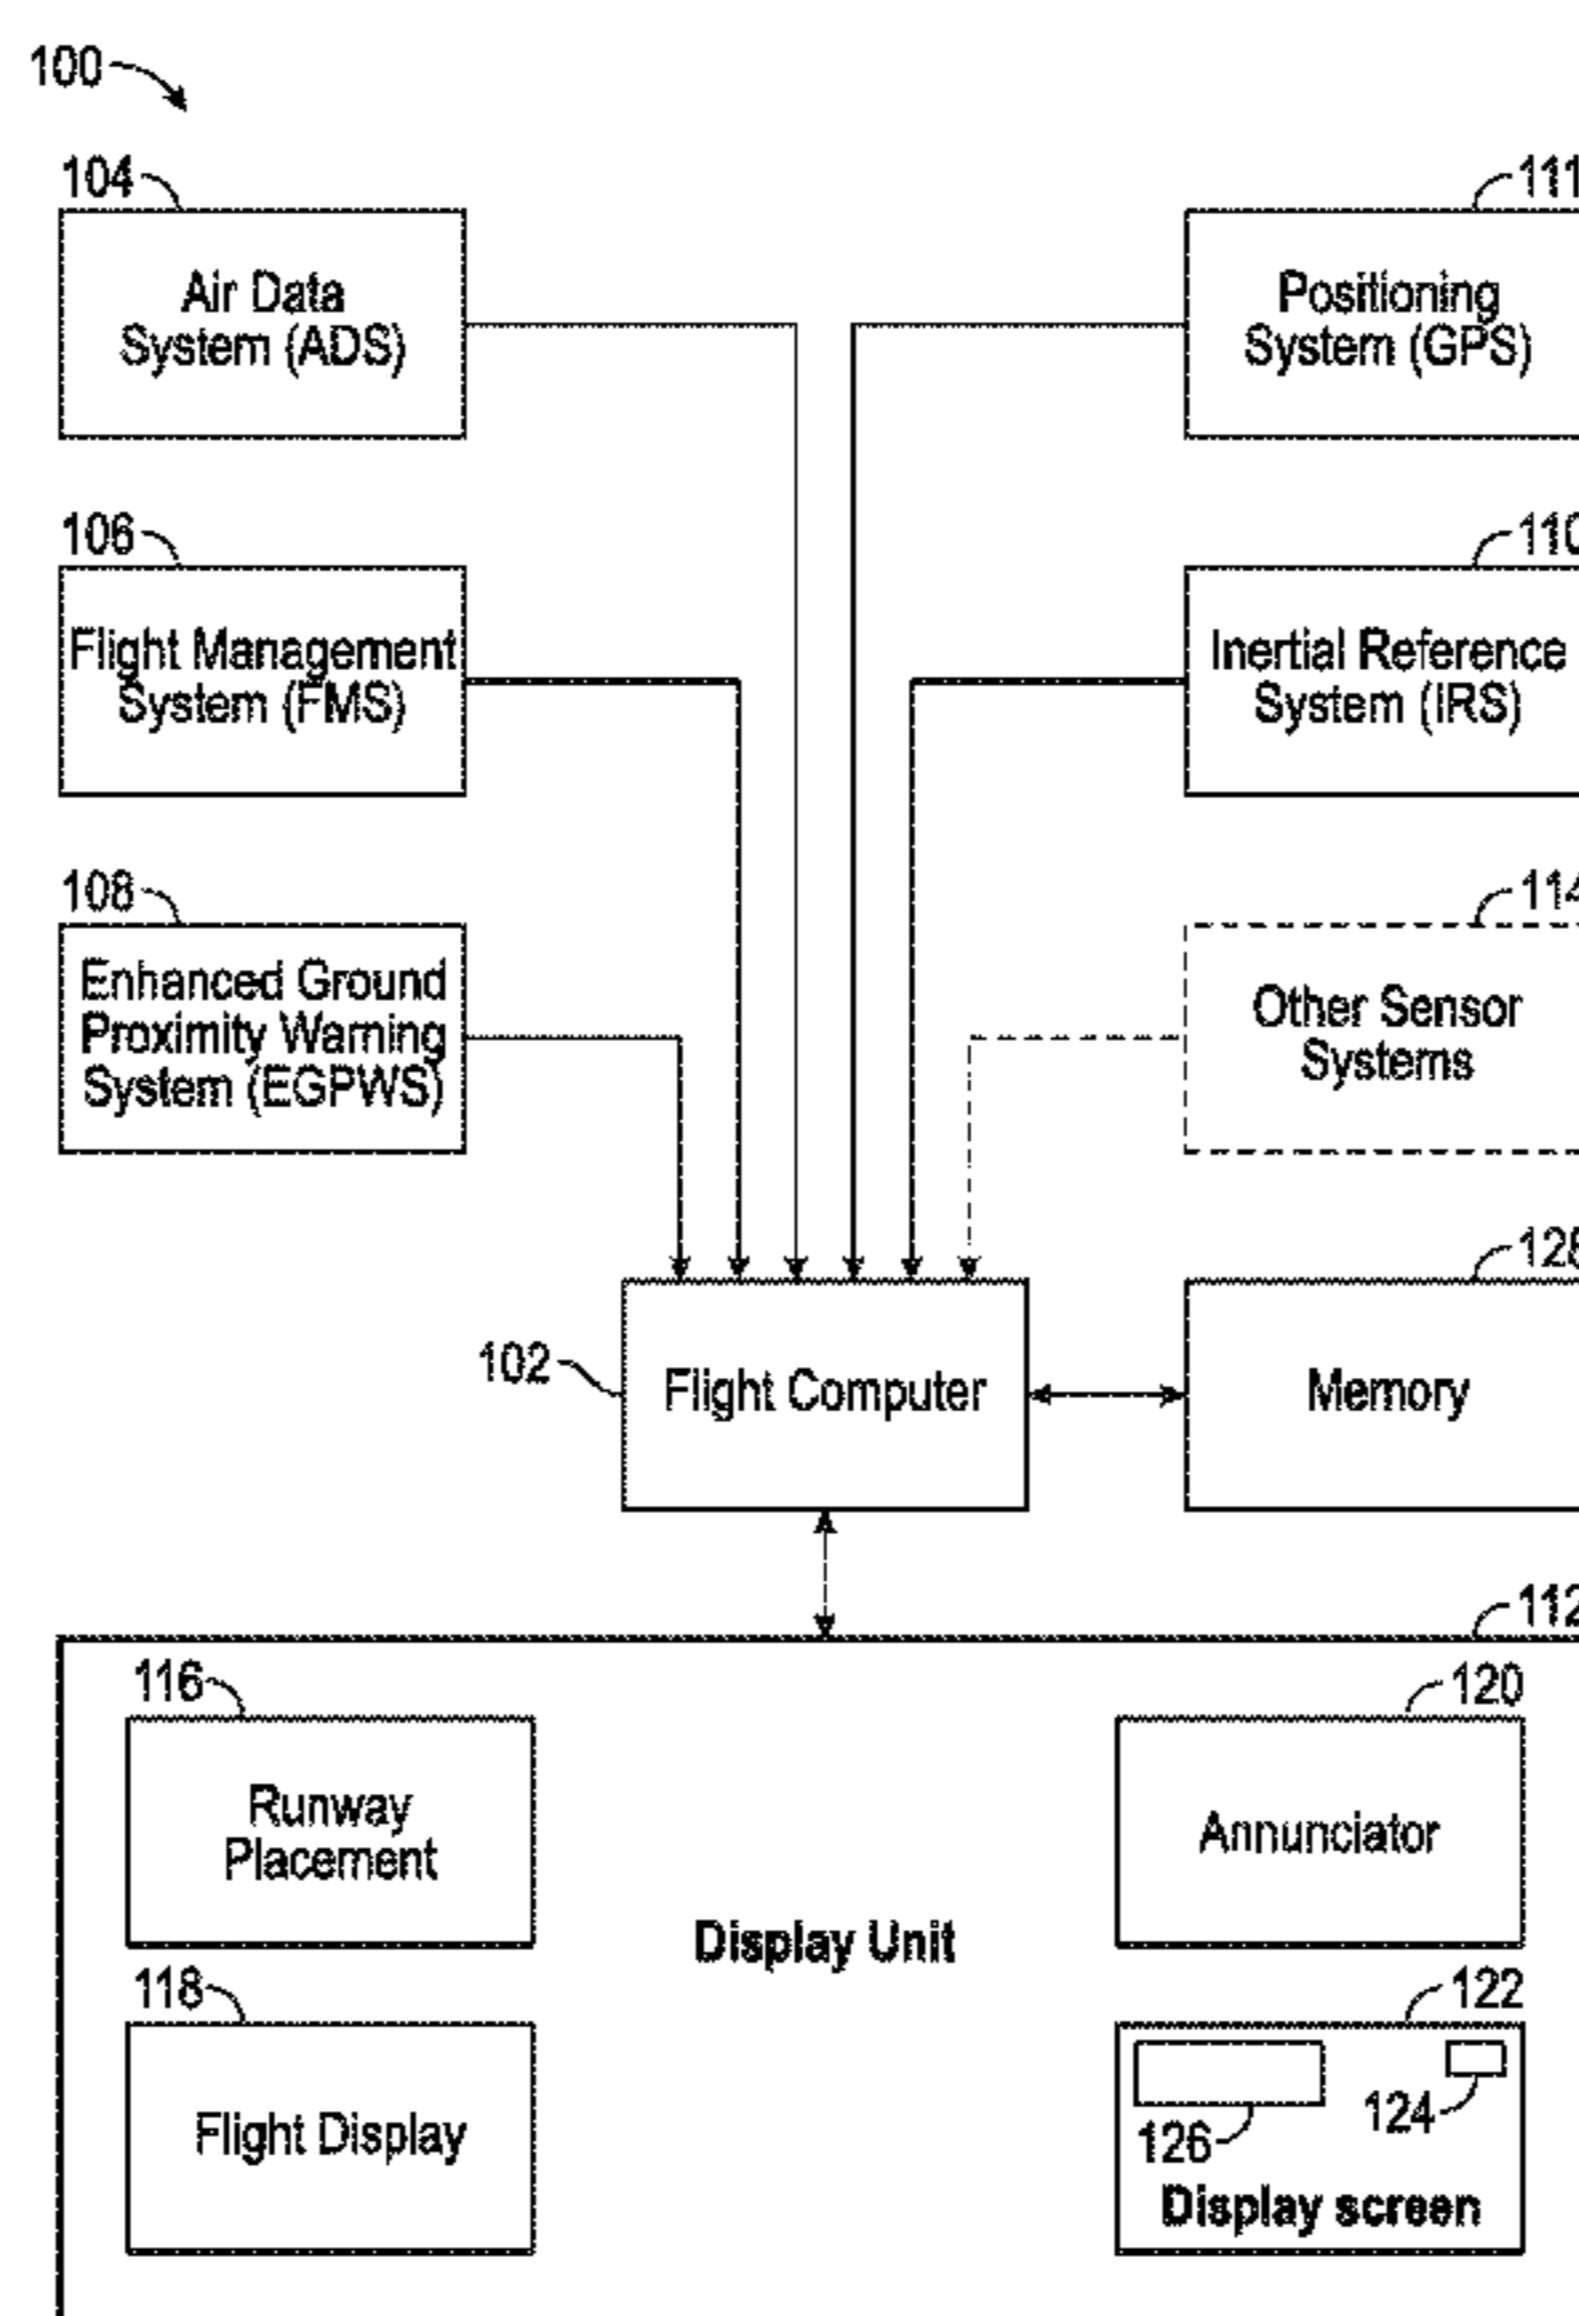 100
104
111
Air Data
System (ADS)
Positioning
System (GPS)
106
110
Flight Management
System (FMS)
Inertial Reference
System (IRS)
108
114
Enhanced Ground
Proximity Warning
System (EGPWS)
Other Sensor
Systems
128
102
Flight Computer
Memory
112
116
120
Runway
Placement
Annunciator
Display Unit
118
122
Flight Display
124
126
Display screen